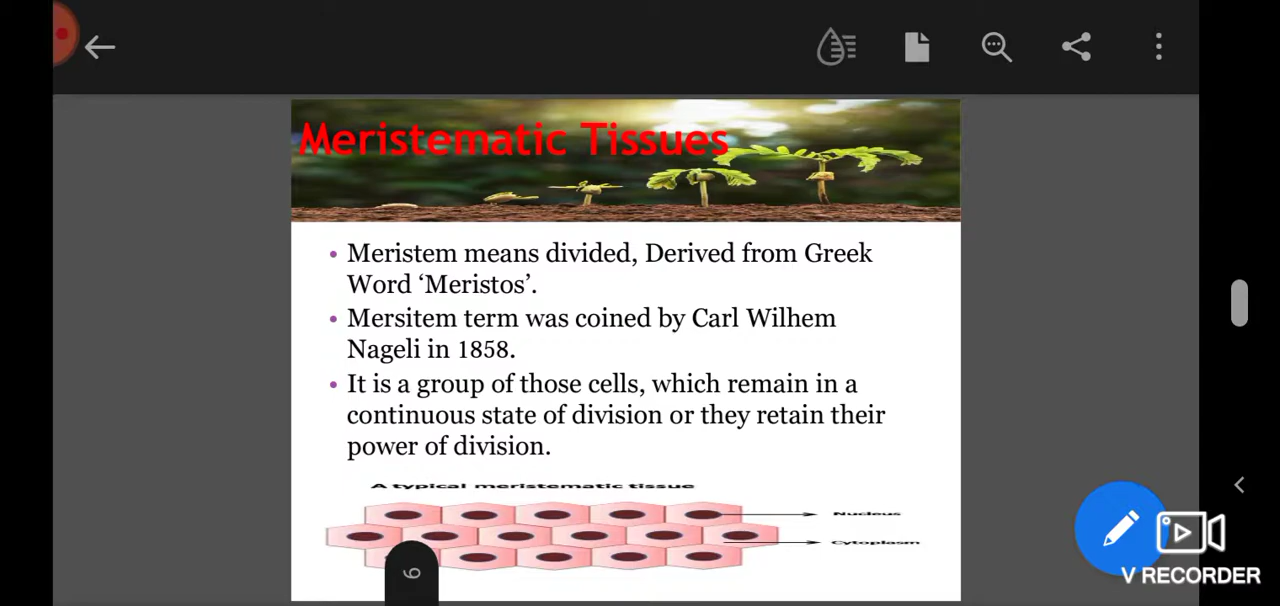 Meristematic Tissues
• Meristem means divided, Derived from Greek
Word ‘Meristos’.
• Mersitem term was coined by Carl Wilhem
Nageli in 1858.
• It is a group of those cells, which remain in a
continuous state of division or they retain their
power of division.
A typical meristematic tissue
Nucleus
Cytoplasm
6
V RECORDER